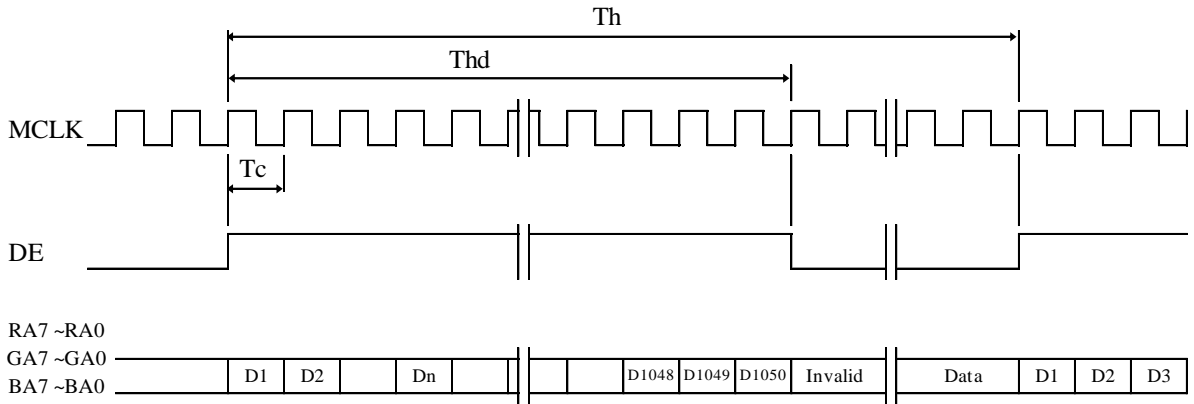 Th
Thd
MCLK
Tc
DE
RA7 ~RA0
GA7 ~GA0
BA7 ~BA0
D1 D2 Dn D1048 D1049 D1050 Invalid Data D1 D2 D3